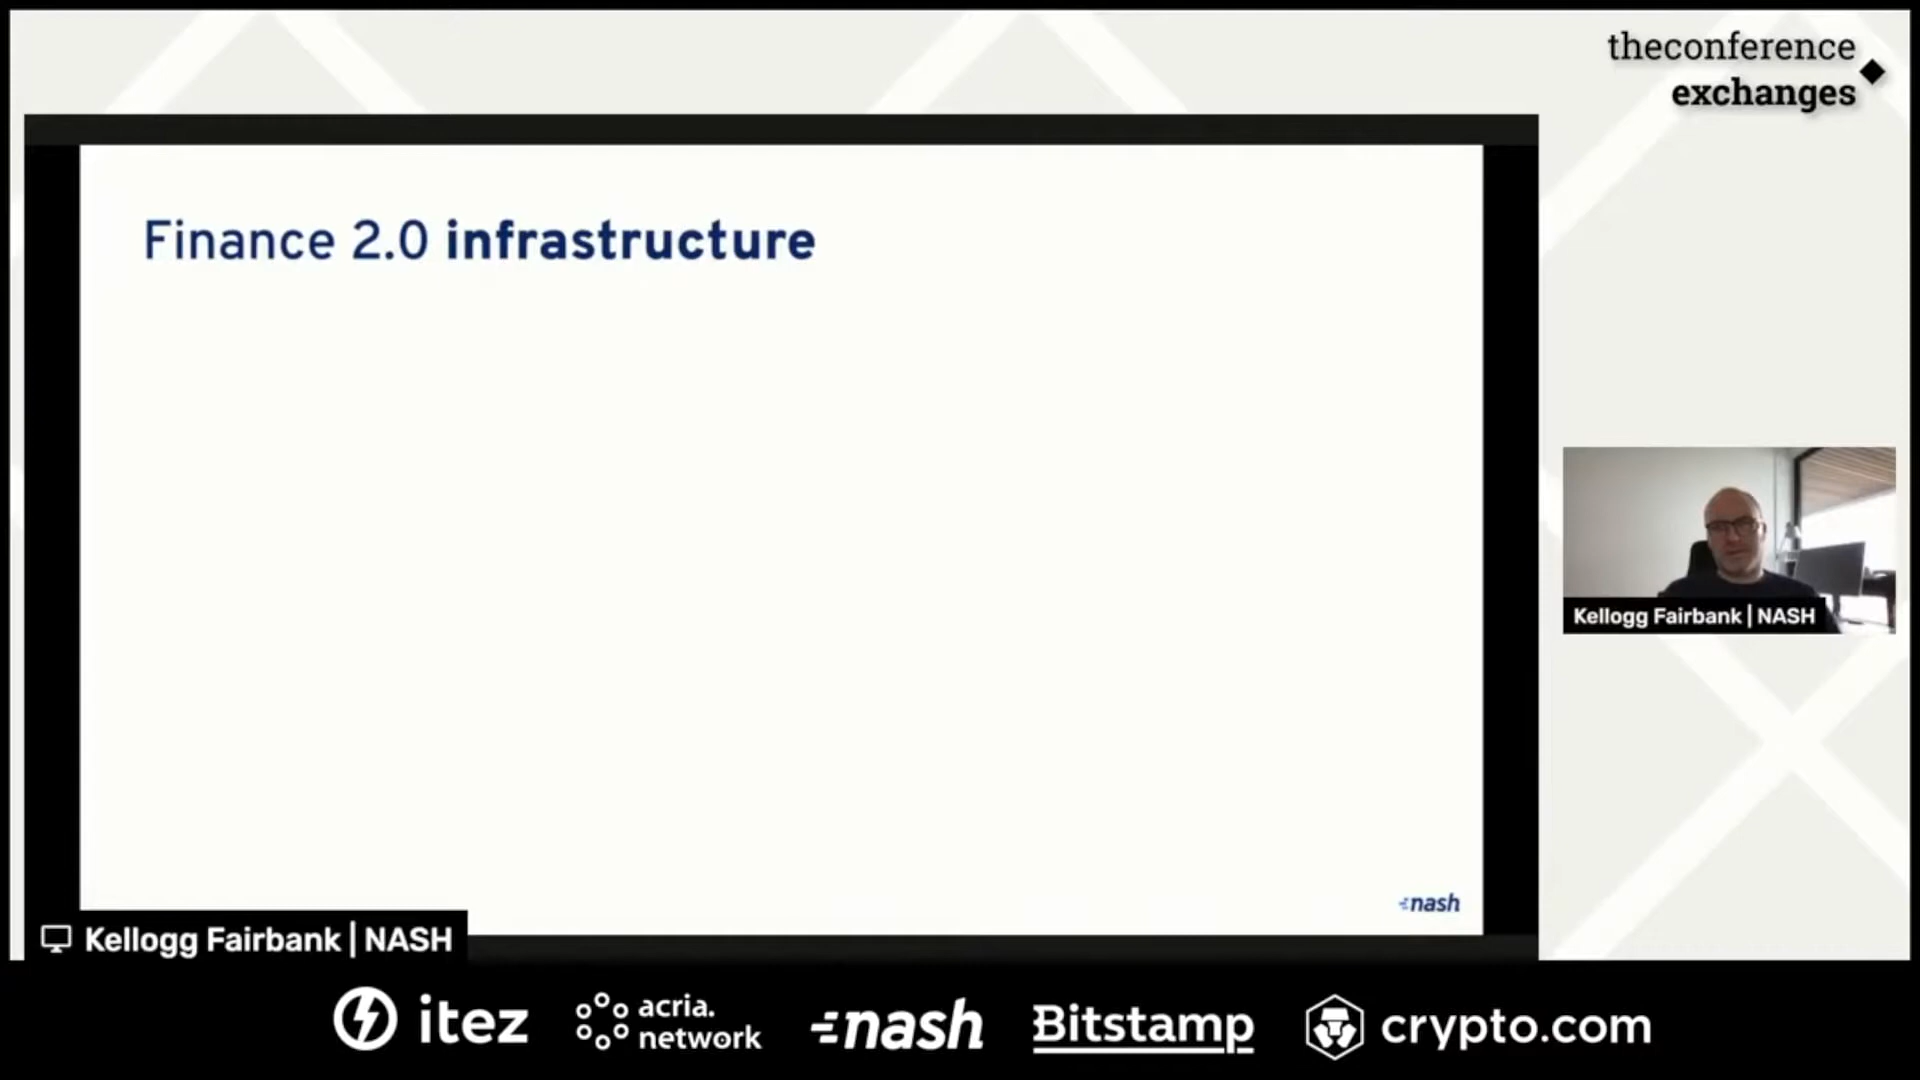 theconference
exchanges
Finance 2.0 infrastructure
nash
Kellogg Fairbank | NASH
Kellogg Fairbank | NASH
itez
acria.
network
nash
Bitstamp
crypto.com